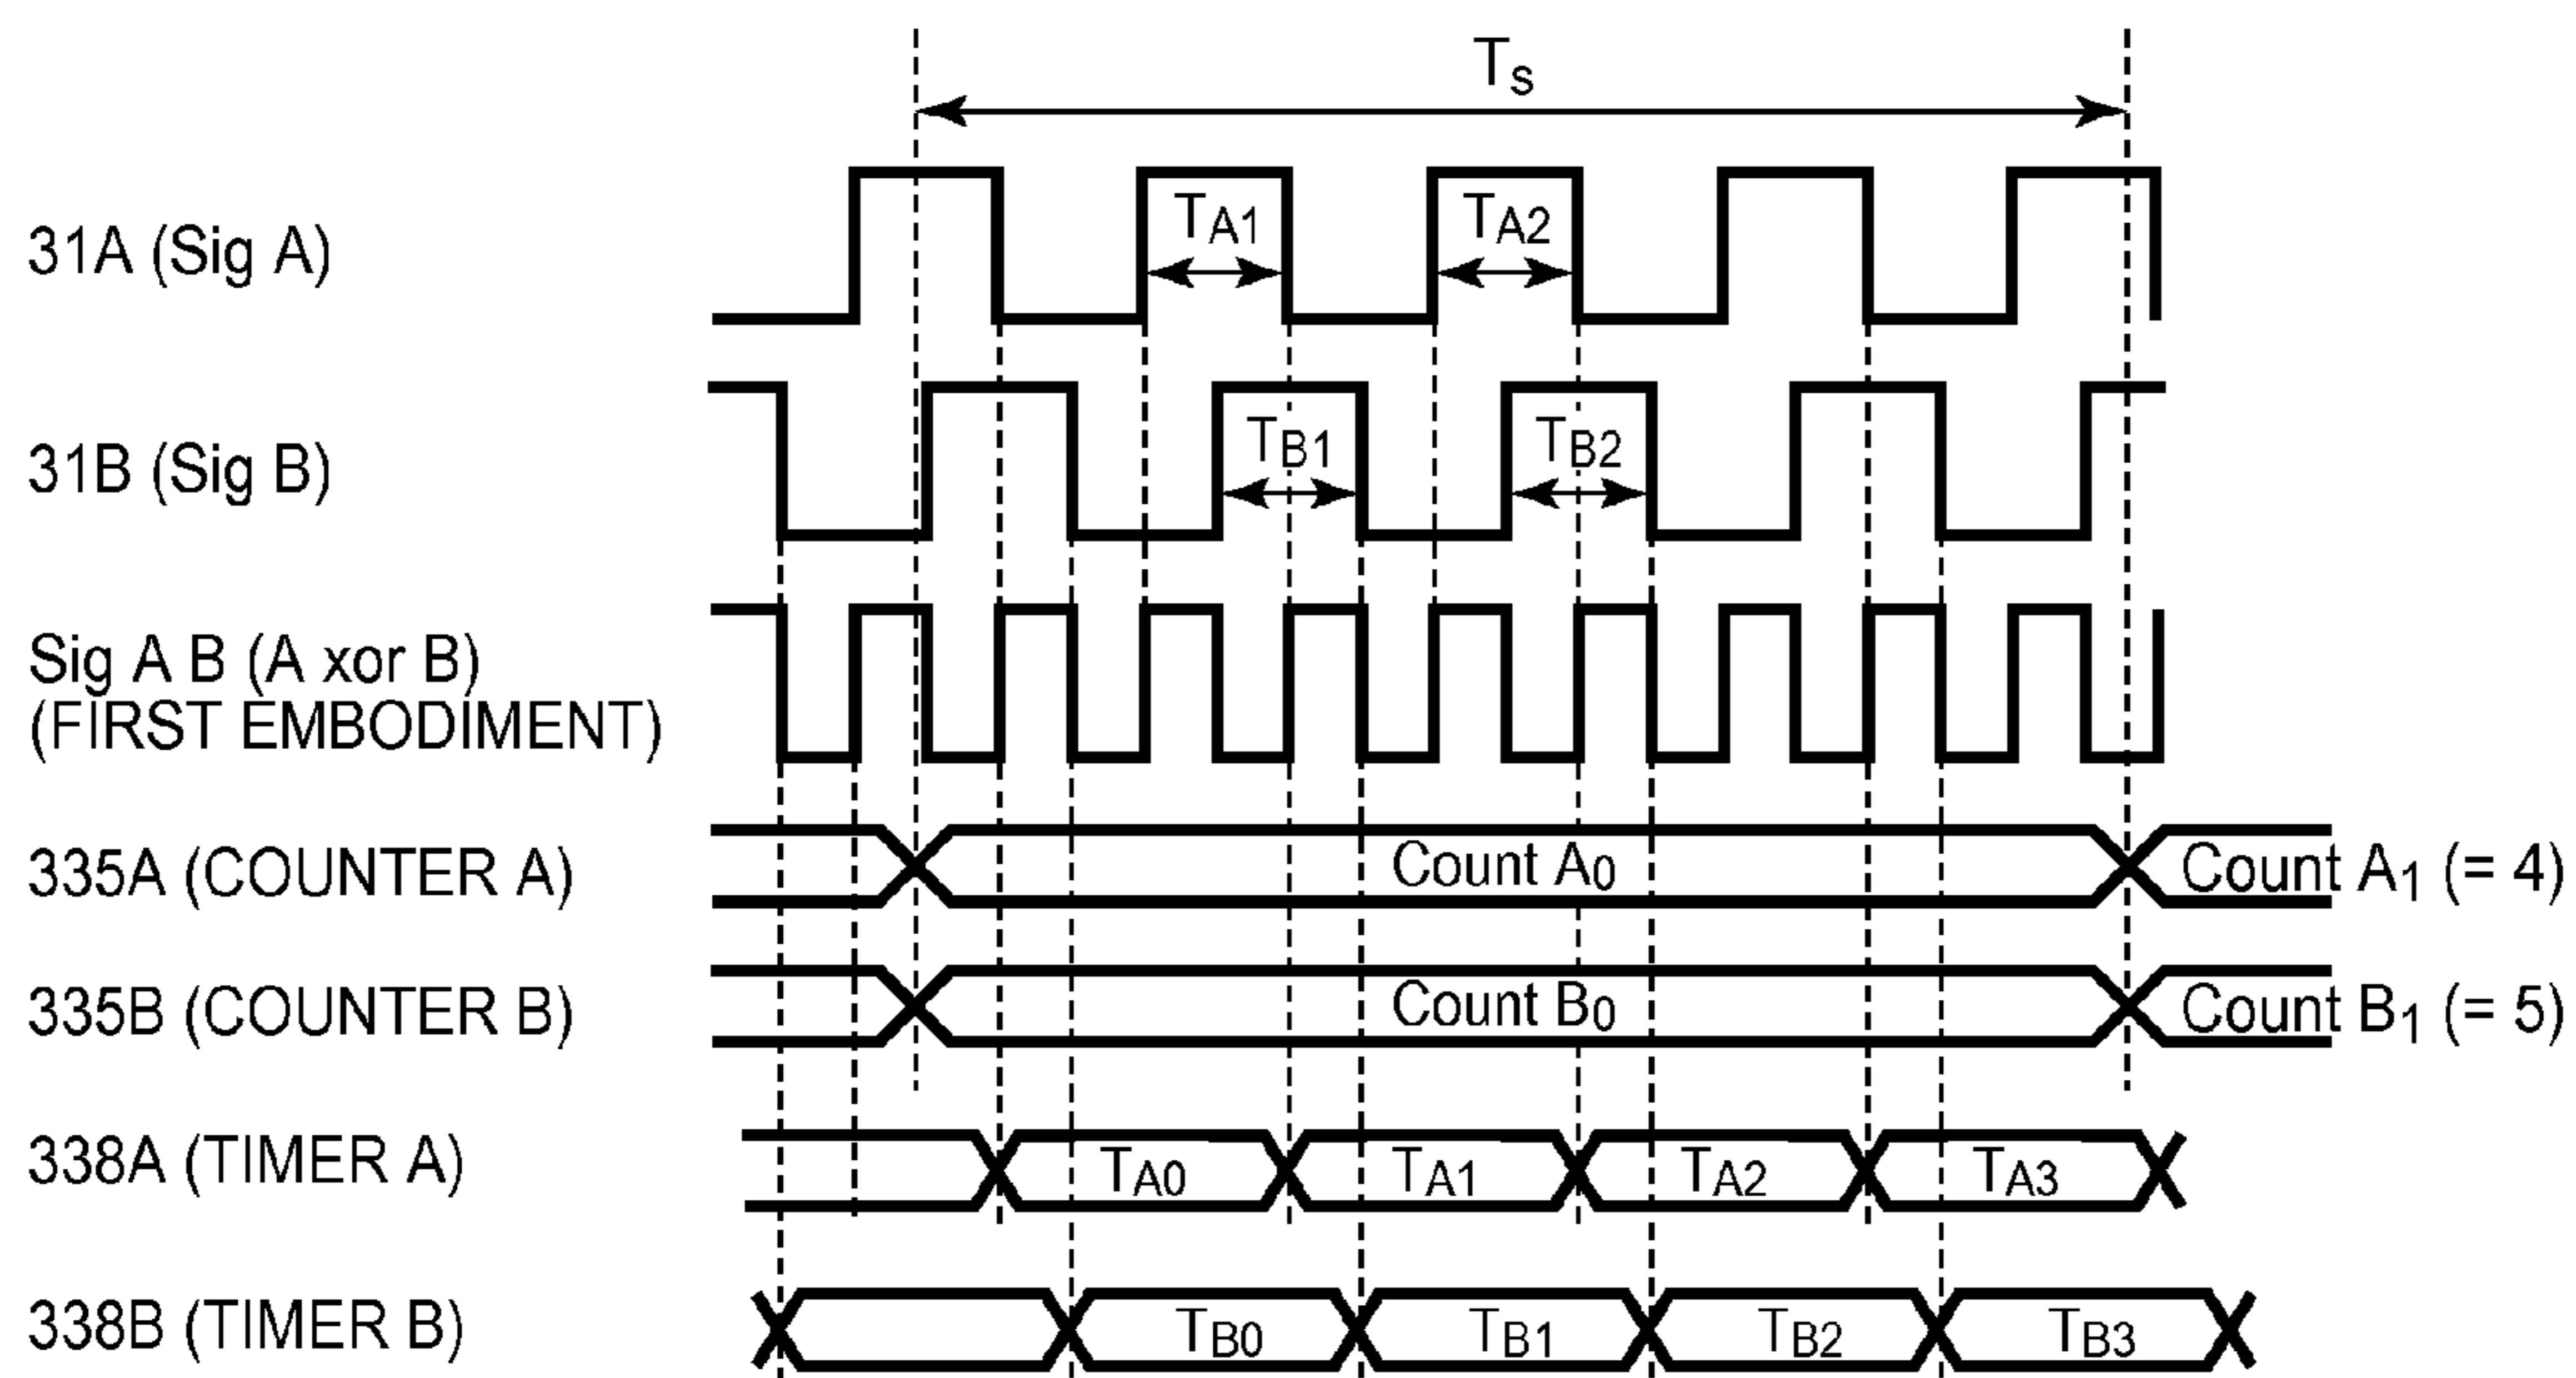 Ts
31A (Sig A)
TA1
TA2
31B (Sig B)
TB1
TB2
Sig A B (A xor B)
(FIRST EMBODIMENT)
335A (COUNTER A)
Count A0
Count A1 (= 4)
335B (COUNTER B)
Count B0
Count B1 (= 5)
338A (TIMER A)
TA0
TA1
TA2
TA3
338B (TIMER B)
TB0
TB1
TB2
TB3